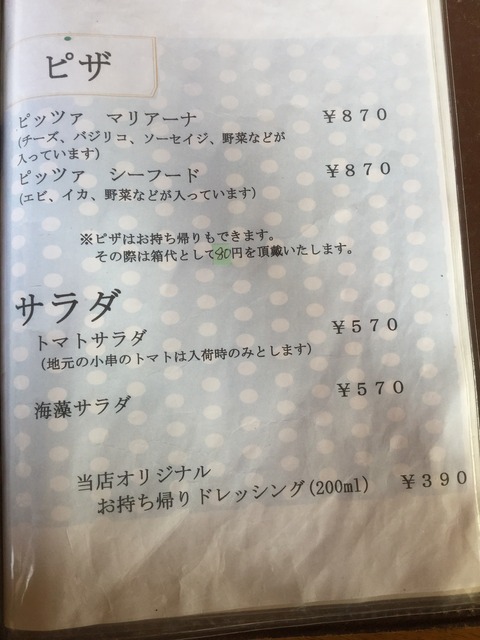 ピザ
ピッツァ マリアーナ ￥８７０
(チーズ、バジリコ、ソーセイジ、野菜などが
入っています)
ピッツァ シーフード ￥８７０
(エビ、イカ、野菜などが入っています)
※ピザはお持ち帰りもできます。
その際は箱代として80円を頂戴いたします。
サラダ
トマトサラダ ￥５７０
(地元の小串のトマトは入荷時のみとします)
海藻サラダ ￥５７０
当店オリジナル
お持ち帰りドレッシング(200ml) ￥３９０